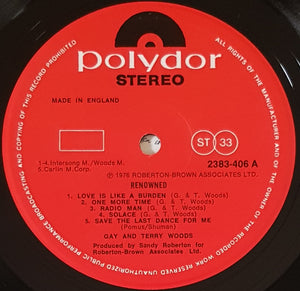 polydor
STEREO
MADE IN ENGLAND
ST 33
1-4. Intersong M./Woods M.
5. Carlin M. Corp.
2383-406 A
℗ 1976 ROBERTON-BROWN ASSOCIATES LTD.
RENOWNED
1. LOVE IS LIKE A BURDEN (G. & T. Woods)
2. ONE MORE TIME (G. & T. Woods)
3. RADIO MAN (G. & T. Woods)
4. SOLACE (G. & T. Woods)
5. SAVE THE LAST DANCE FOR ME
(Pomus/Shuman)
GAY AND TERRY WOODS
Produced by Sandy Roberton for
Roberton-Brown Associates Ltd.
ALL RIGHTS OF THE MANUFACTURER AND OF THE OWNER OF THE RECORDED WORK RESERVED UNAUTHORIZED PUBLIC PERFORMANCE BROADCASTING AND COPYING OF THIS RECORD PROHIBITED